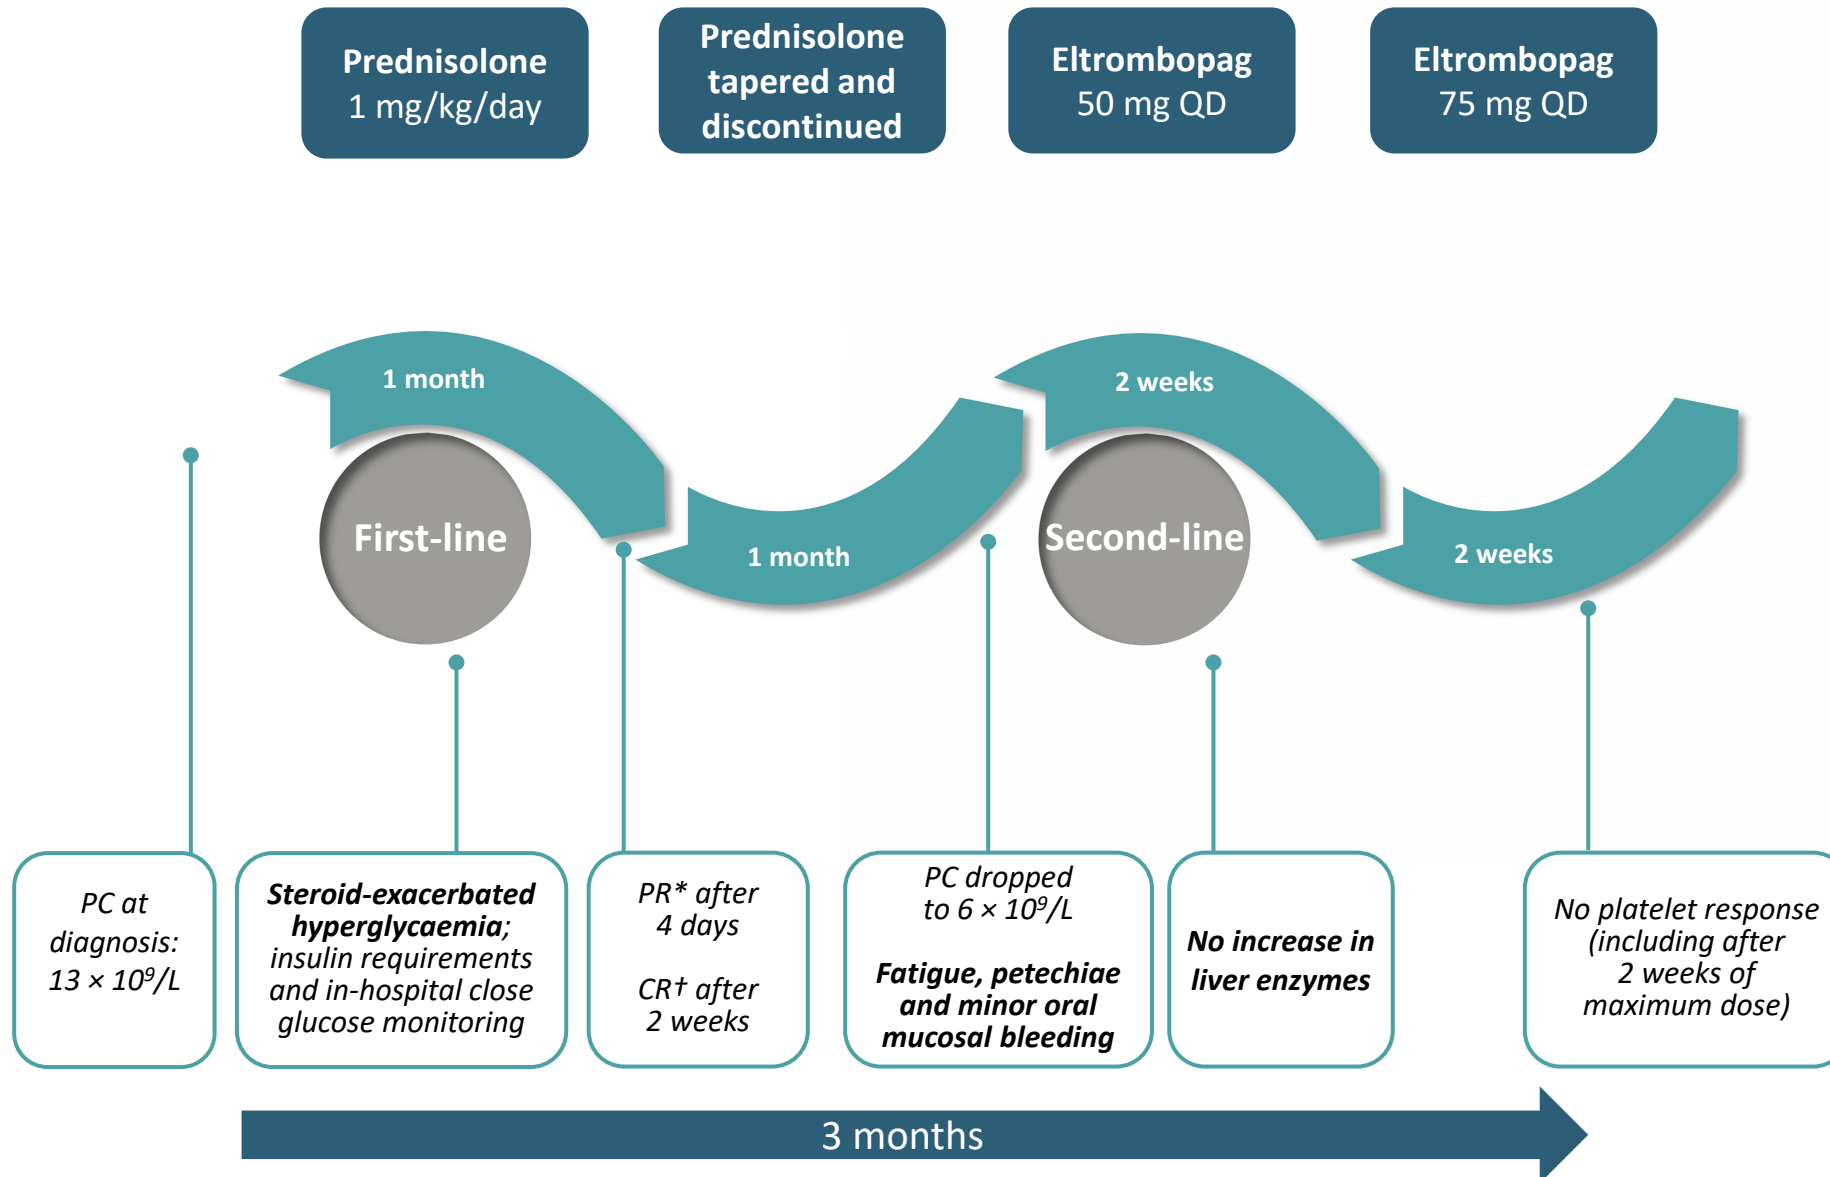 Prednisolone
1 mg/kg/day
Prednisolone
tapered and
discontinued
Eltrombopag
50 mg QD
Eltrombopag
75 mg QD
1 month
2 weeks
First-line
Second-line
1 month
2 weeks
PC at
diagnosis:
13 × 10⁹/L
Steroid-exacerbated
hyperglycaemia;
insulin requirements
and in-hospital close
glucose monitoring
PR* after
4 days
CR† after
2 weeks
PC dropped
to 6 × 10⁹/L
Fatigue, petechiae
and minor oral
mucosal bleeding
No increase in
liver enzymes
No platelet response
(including after
2 weeks of
maximum dose)
3 months